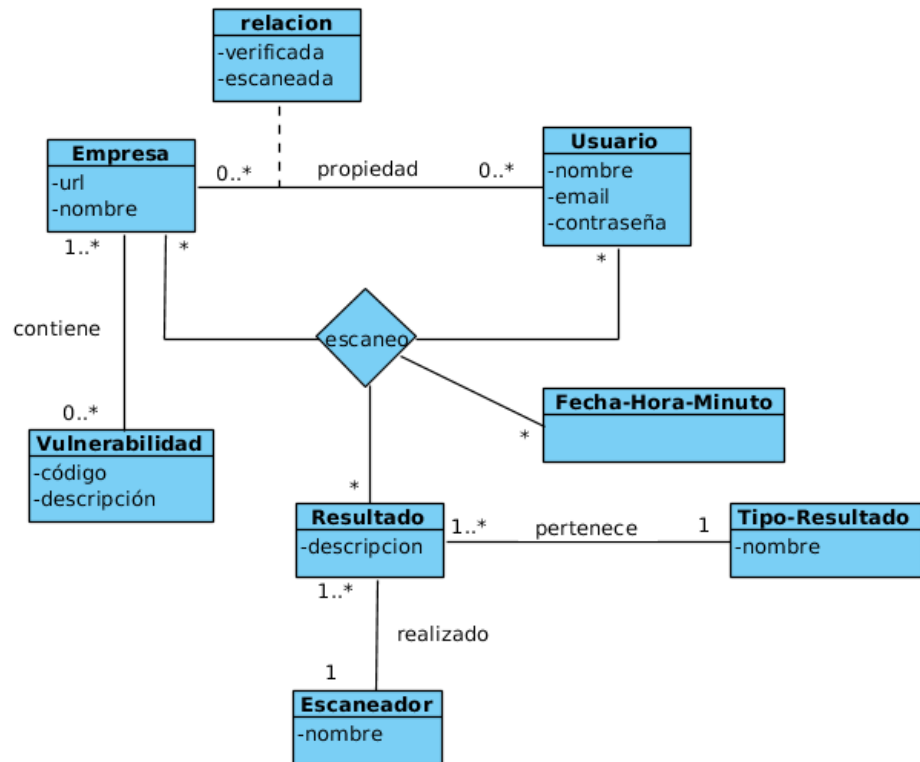 relacion
-verificada
-escaneada
Empresa
-url
-nombre
0..*
propiedad
0..*
Usuario
-nombre
-email
-contraseña
1..*
*
*
contiene
escaneo
0..*
Fecha-Hora-Minuto
*
Vulnerabilidad
-código
-descripción
*
Resultado
-descripcion
1..*
pertenece
1
Tipo-Resultado
-nombre
1..*
realizado
1
Escaneador
-nombre